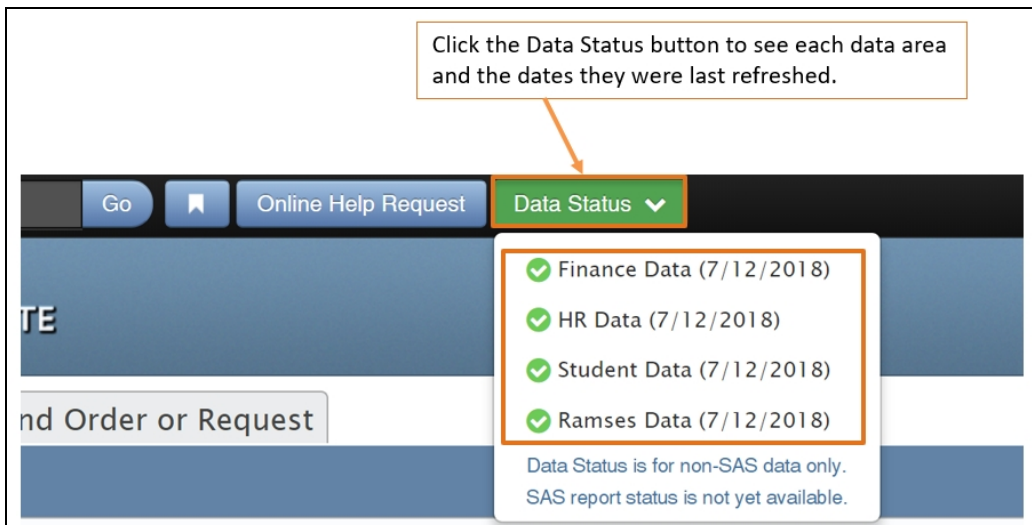 Click the Data Status button to see each data area
and the dates they were last refreshed.
Go
Online Help Request
Data Status
Finance Data (7/12/2018)
HR Data (7/12/2018)
TE
Student Data (7/12/2018)
Ramses Data (7/12/2018)
nd Order or Request
Data Status is for non-SAS data only.
SAS report status is not yet available.